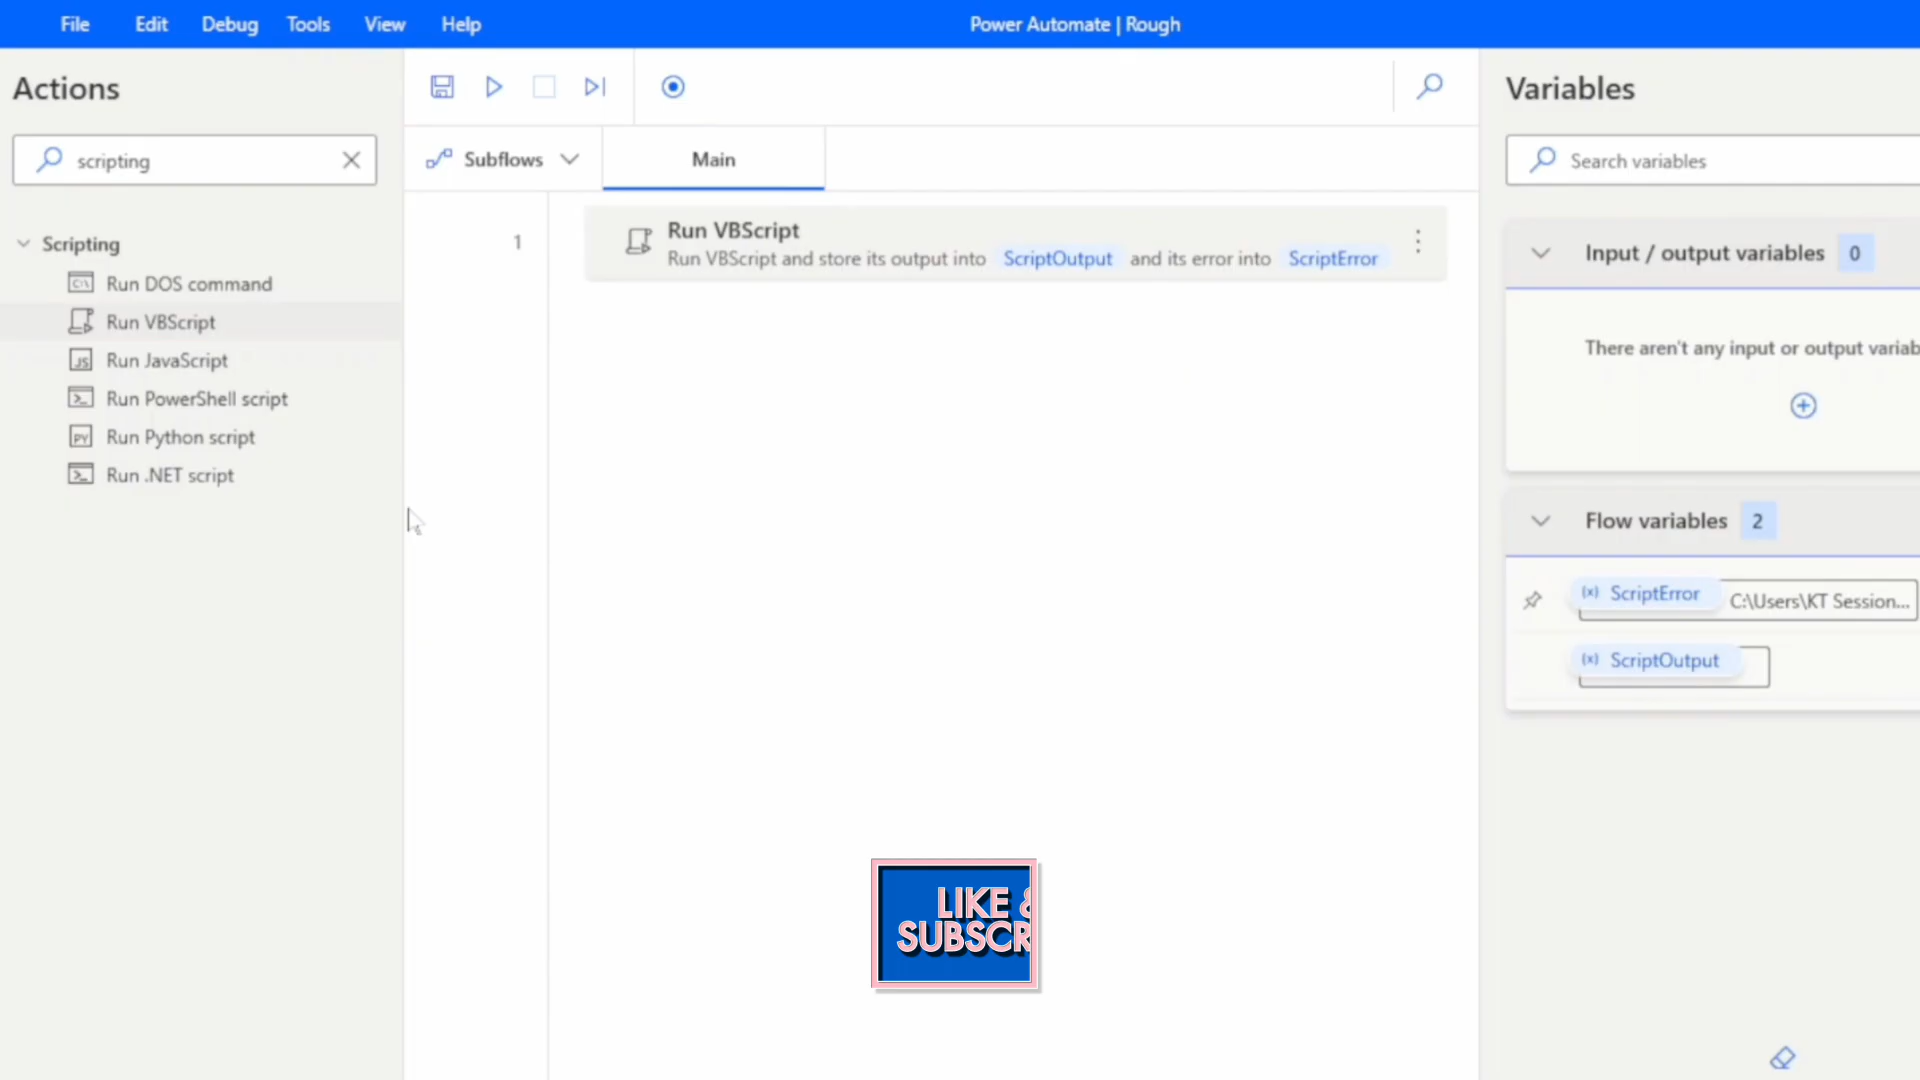 File Edit Debug Tools View Help
Power Automate | Rough
Actions
scripting
Scripting
Run DOS command
Run VBScript
Run JavaScript
Run PowerShell script
Run Python script
Run .NET script
Subflows
Main
1
Run VBScript
Run VBScript and store its output into ScriptOutput and its error into ScriptError
LIKE &
SUBSCR
Variables
Search variables
Input / output variables 0
There aren't any input or output variab
Flow variables 2
(x) ScriptError C:\Users\KT Session...
(x) ScriptOutput